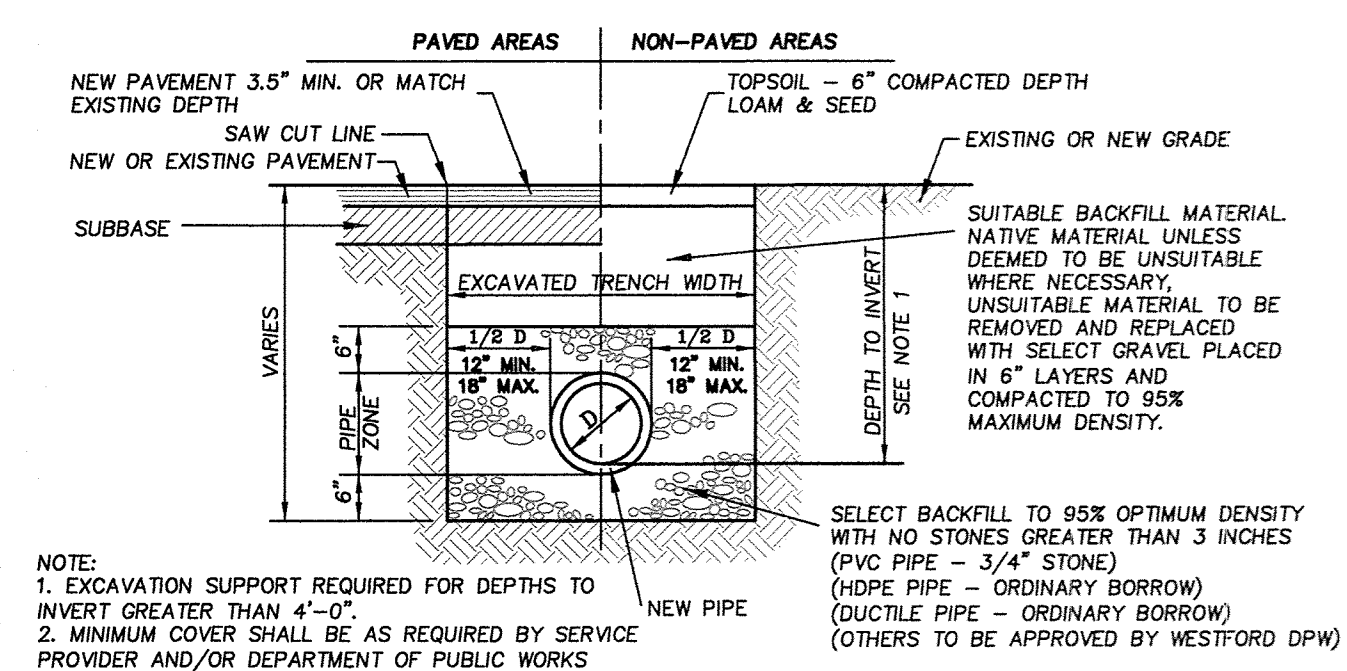 PAVED AREAS
NON-PAVED AREAS
NEW PAVEMENT 3.5" MIN. OR MATCH
EXISTING DEPTH
SAW CUT LINE
NEW OR EXISTING PAVEMENT
SUBBASE
TOPSOIL - 6" COMPACTED DEPTH
LOAM & SEED
EXISTING OR NEW GRADE
SUITABLE BACKFILL MATERIAL.
NATIVE MATERIAL UNLESS
DEEMED TO BE UNSUITABLE
WHERE NECESSARY,
UNSUITABLE MATERIAL TO BE
REMOVED AND REPLACED
WITH SELECT GRAVEL PLACED
IN 6" LAYERS AND
COMPACTED TO 95%
MAXIMUM DENSITY.
EXCAVATED TRENCH WIDTH
VARIES
6"
PIPE
ZONE
6"
1/2 D
12" MIN.
18" MAX.
1/2 D
12" MIN.
18" MAX.
D
DEPTH TO INVERT
SEE NOTE 1
SELECT BACKFILL TO 95% OPTIMUM DENSITY
WITH NO STONES GREATER THAN 3 INCHES
(PVC PIPE - 3/4" STONE)
(HDPE PIPE - ORDINARY BORROW)
(DUCTILE PIPE - ORDINARY BORROW)
(OTHERS TO BE APPROVED BY WESTFORD DPW)
NEW PIPE
NOTE:
1. EXCAVATION SUPPORT REQUIRED FOR DEPTHS TO
INVERT GREATER THAN 4'-0".
2. MINIMUM COVER SHALL BE AS REQUIRED BY SERVICE
PROVIDER AND/OR DEPARTMENT OF PUBLIC WORKS